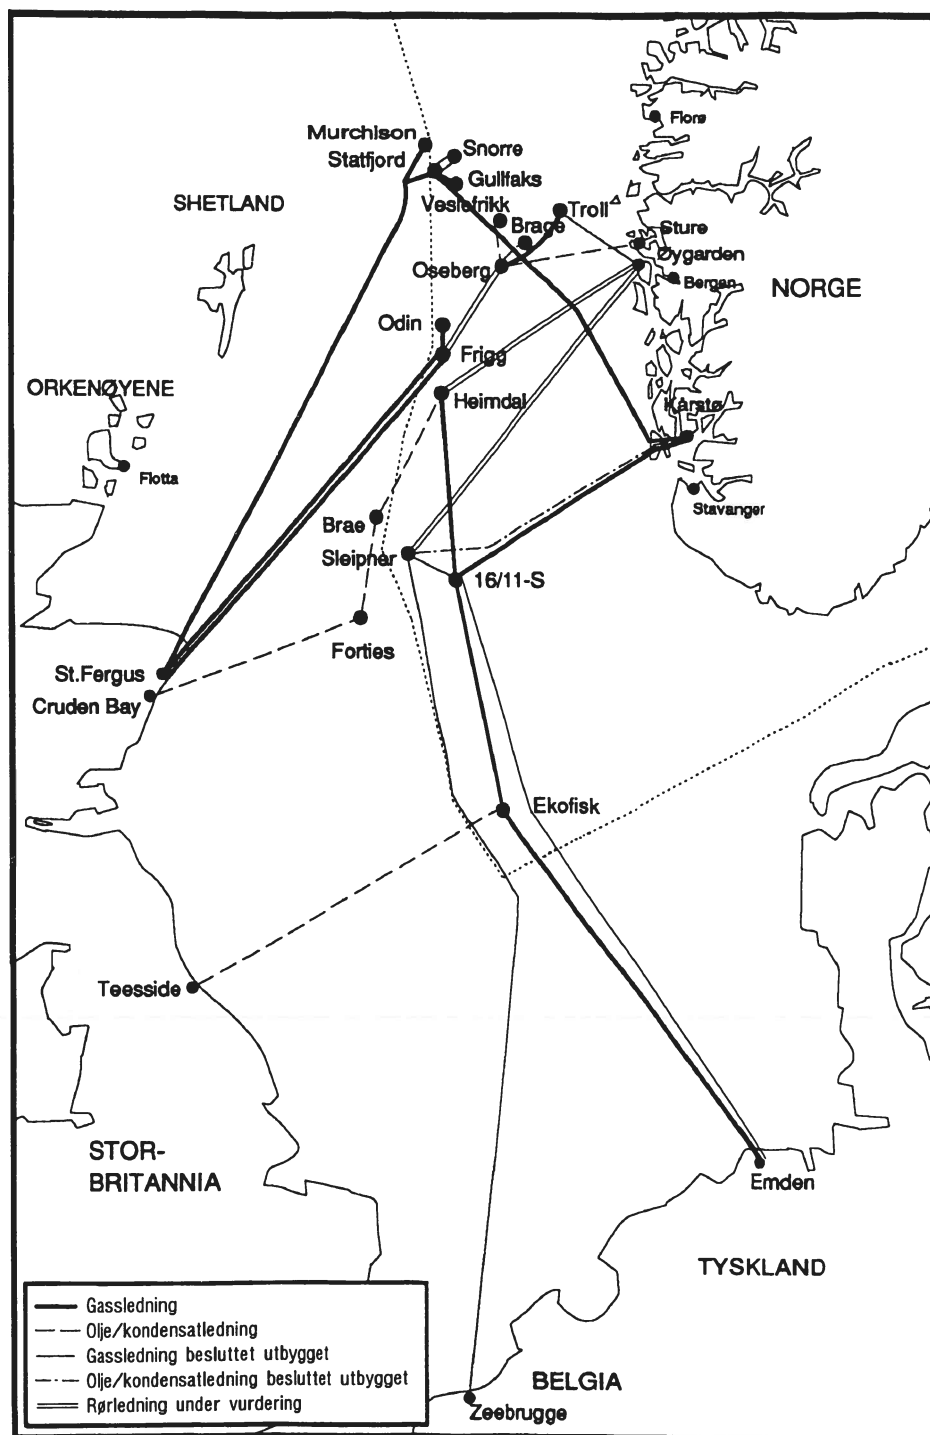 Florø
Murchison
Snorre
Statfjord
Gullfaks
SHETLAND
Veslefrikk
Troll
Brage
Sture
Øygarden
Oseberg
Bergen
NORGE
Odin
Frigg
ORKENØYENE
Heimdal
Kårstø
Flotta
Stavanger
Brae
Sleipner
16/11-S
Forties
St.Fergus
Cruden Bay
Ekofisk
Teesside
STOR-
BRITANNIA
Emden
TYSKLAND
Gassledning
Olje/kondensatledning
Gassledning besluttet utbygget
Olje/kondensatledning besluttet utbygget
Rørledning under vurdering
BELGIA
Zeebrugge